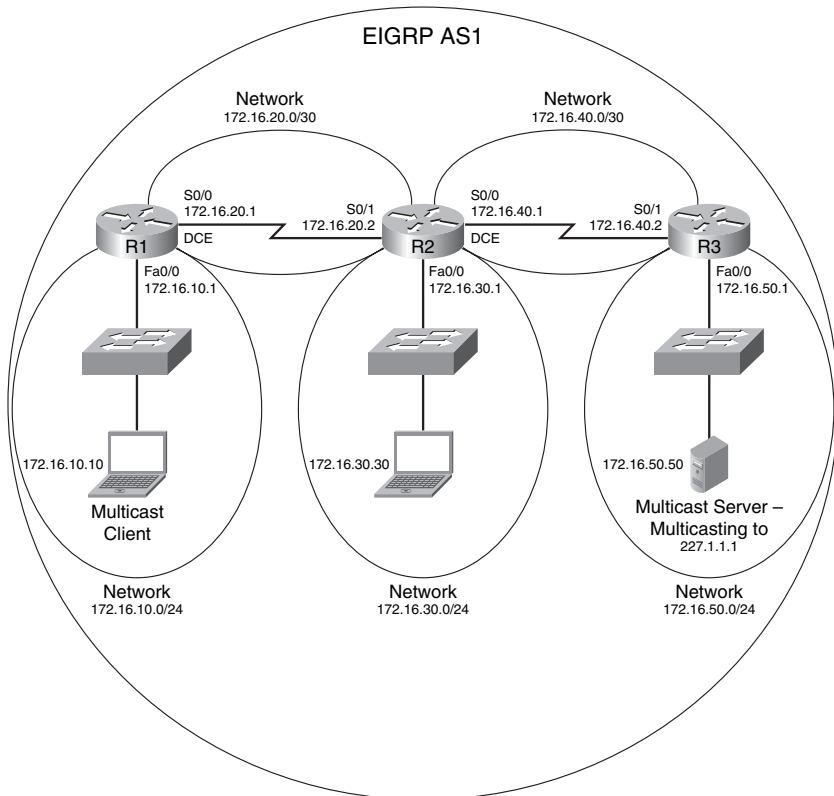 EIGRP AS1
Network
172.16.20.0/30
Network
172.16.40.0/30
S0/0
172.16.20.1
S0/1
172.16.20.2
S0/0
172.16.40.1
S0/1
172.16.40.2
R1
DCE
R2
DCE
R3
Fa0/0
172.16.10.1
Fa0/0
172.16.30.1
Fa0/0
172.16.50.1
172.16.10.10
172.16.30.30
172.16.50.50
Multicast
Client
Multicast Server –
Multicasting to
227.1.1.1
Network
172.16.10.0/24
Network
172.16.30.0/24
Network
172.16.50.0/24